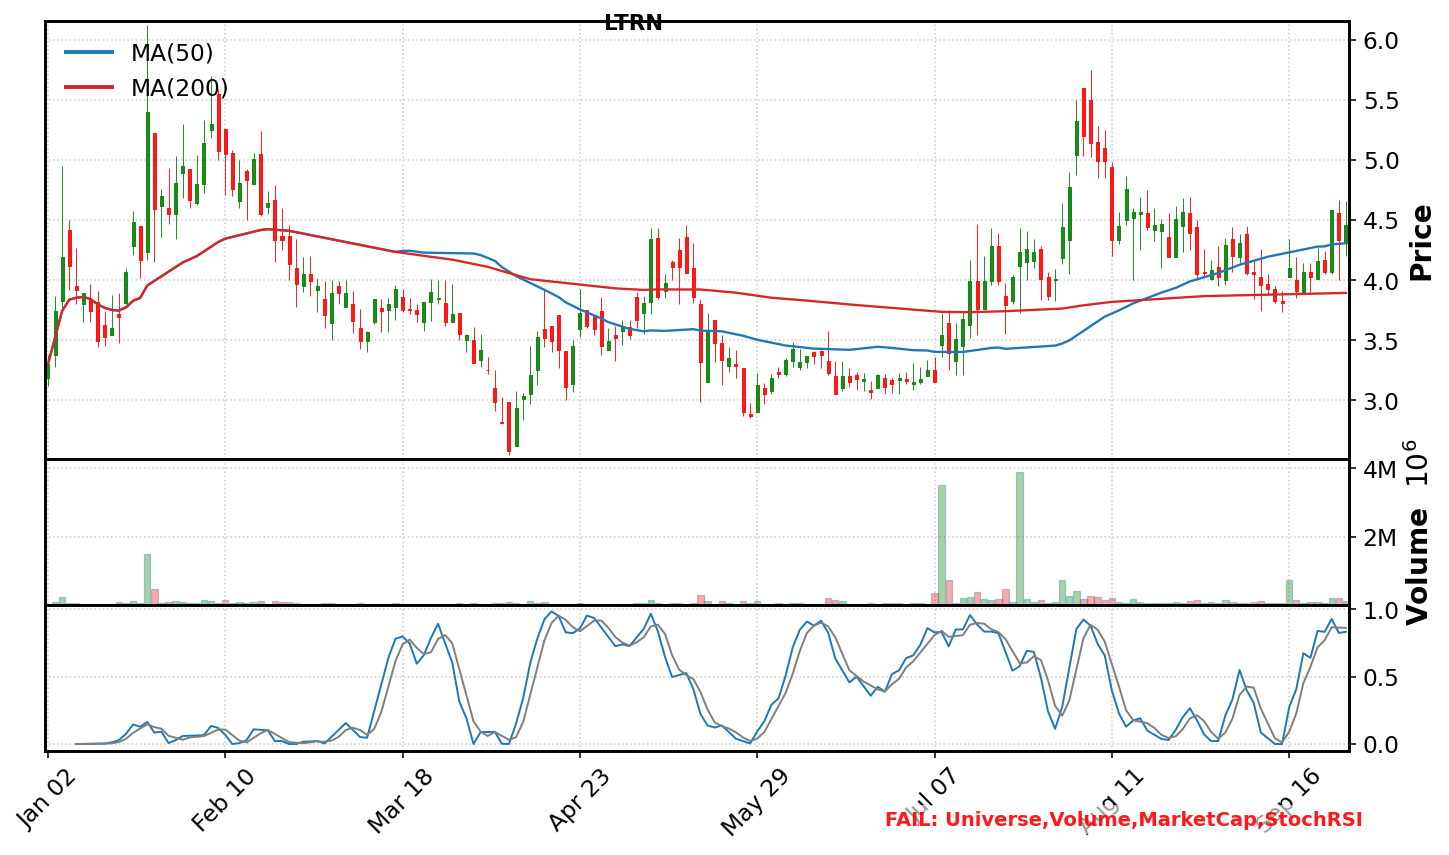 LTRN
MA(50)
MA(200)
6.0
5.5
5.0
4.5
4.0
3.5
3.0
Price
4M
2M
Volume 10^6
1.0
0.5
0.0
Jan 02
Feb 10
Mar 18
Apr 23
May 29
Jul 07
Aug 11
Sep 16
FAIL: Universe,Volume,MarketCap,StochRSI